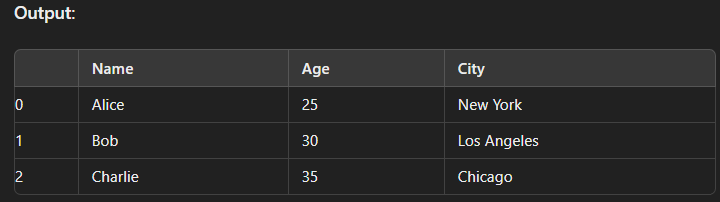 Output:
Name Age City
0 Alice 25 New York
1 Bob 30 Los Angeles
2 Charlie 35 Chicago